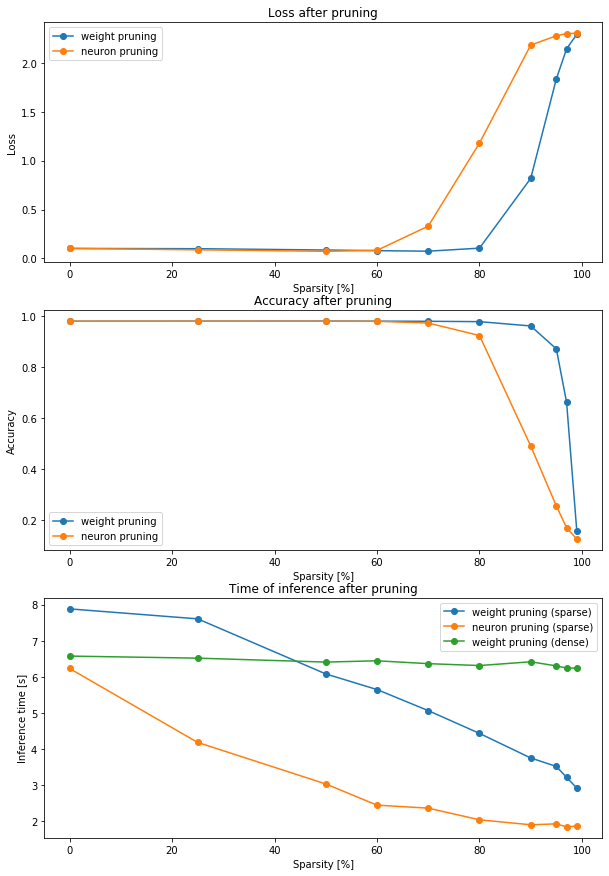 Loss after pruning
weight pruning
neuron pruning
2.0
1.5
1.0
0.5
0.0
Loss
0 20 40 60 80 100
Sparsity [%]
Accuracy after pruning
1.0
0.8
0.6
0.4
0.2
Accuracy
weight pruning
neuron pruning
0 20 40 60 80 100
Sparsity [%]
Time of inference after pruning
weight pruning (sparse)
neuron pruning (sparse)
weight pruning (dense)
8
7
6
5
4
3
2
Inference time [s]
0 20 40 60 80 100
Sparsity [%]